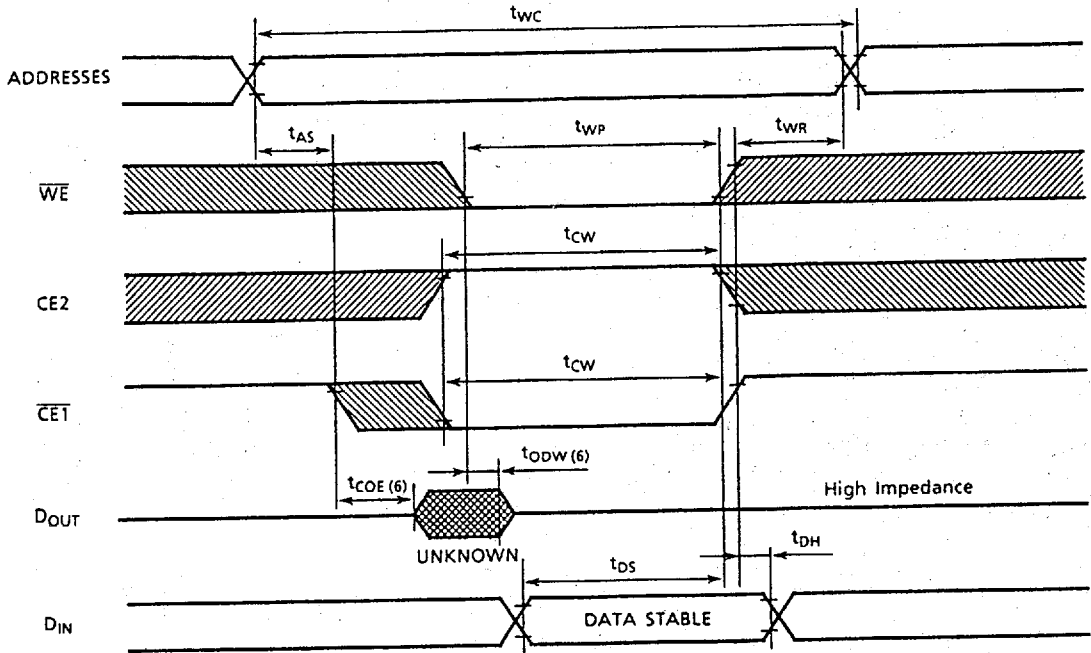 tWC
ADDRESSES
tAS
tWP
tWR
WE
tCW
CE2
tCW
CE1
tODW (6)
tCOE (6)
High Impedance
DOUT
UNKNOWN
tDH
tDS
DIN
DATA STABLE